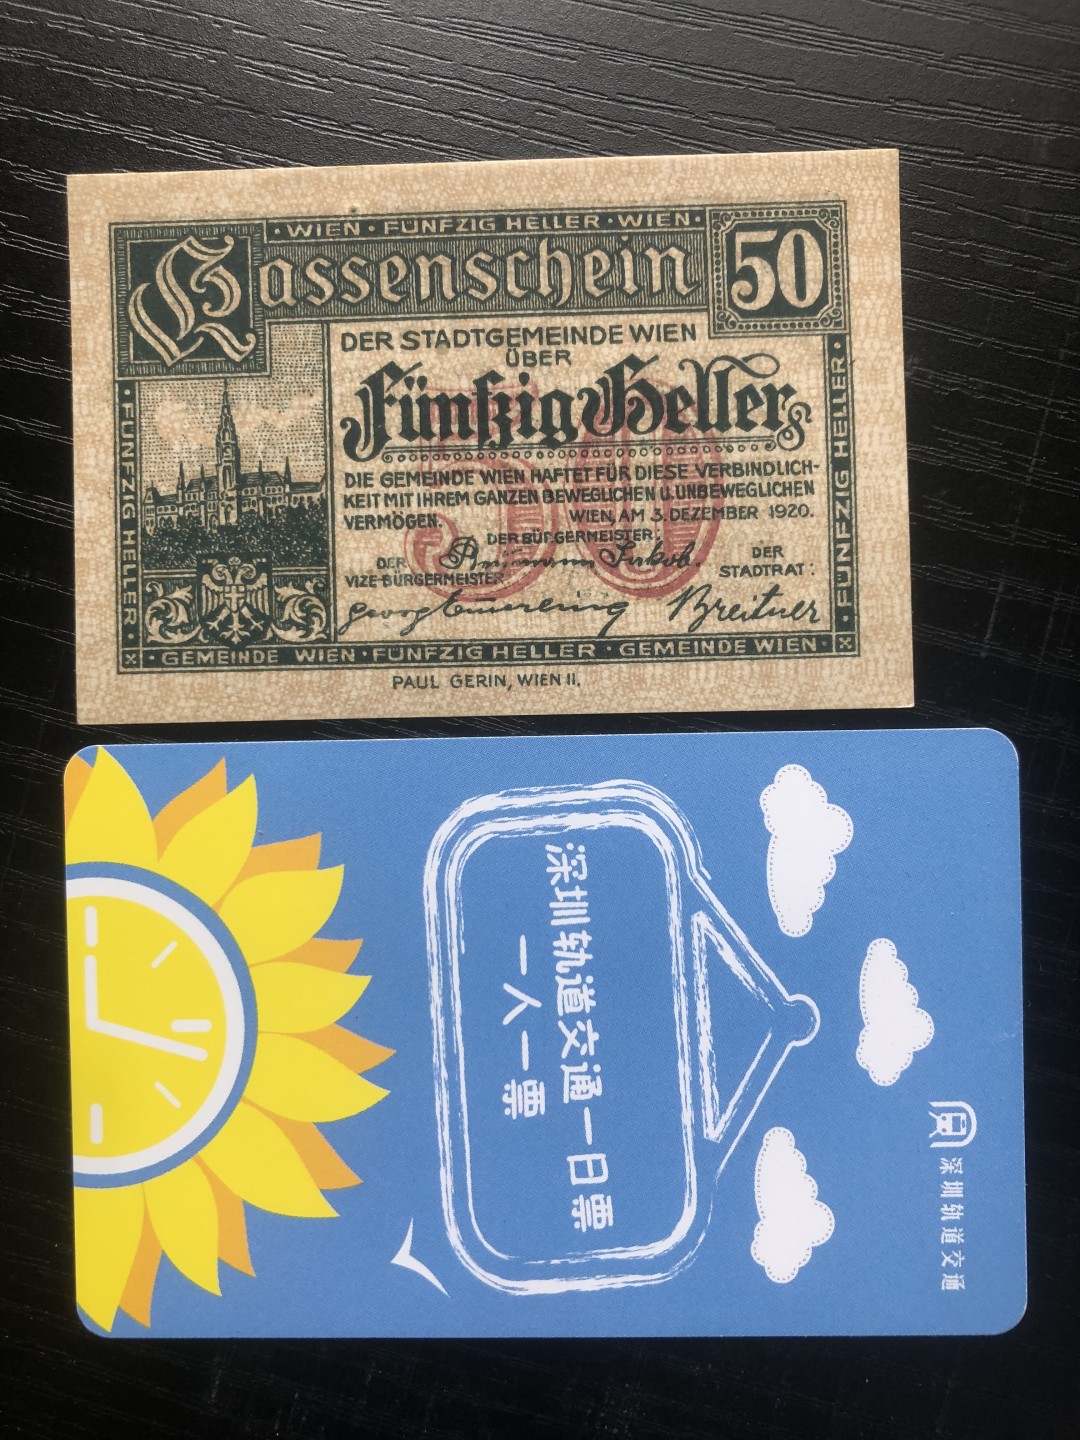 · WIEN · FÜNFZIG HELLER · WIEN ·
Kassenschein
50
DER STADTGEMEINDE WIEN
ÜBER
Fünfzig Heller
50
DIE GEMEINDE WIEN HAFTET FÜR DIESE VERBINDLICH-
KEIT MIT IHREM GANZEN BEWEGLICHEN U. UNBEWEGLICHEN
VERMÖGEN. WIEN, AM 3. DEZEMBER 1920.
DER BÜRGERMEISTER:
DER
VIZE-BÜRGERMEISTER
DER
STADTRAT:
Breitner
· FÜNFZIG HELLER ·
· FÜNFZIG HELLER ·
· GEMEINDE WIEN · FÜNFZIG HELLER · GEMEINDE WIEN ·
PAUL GERIN, WIEN II.
深圳轨道交通
深圳轨道交通一日票
一人一票